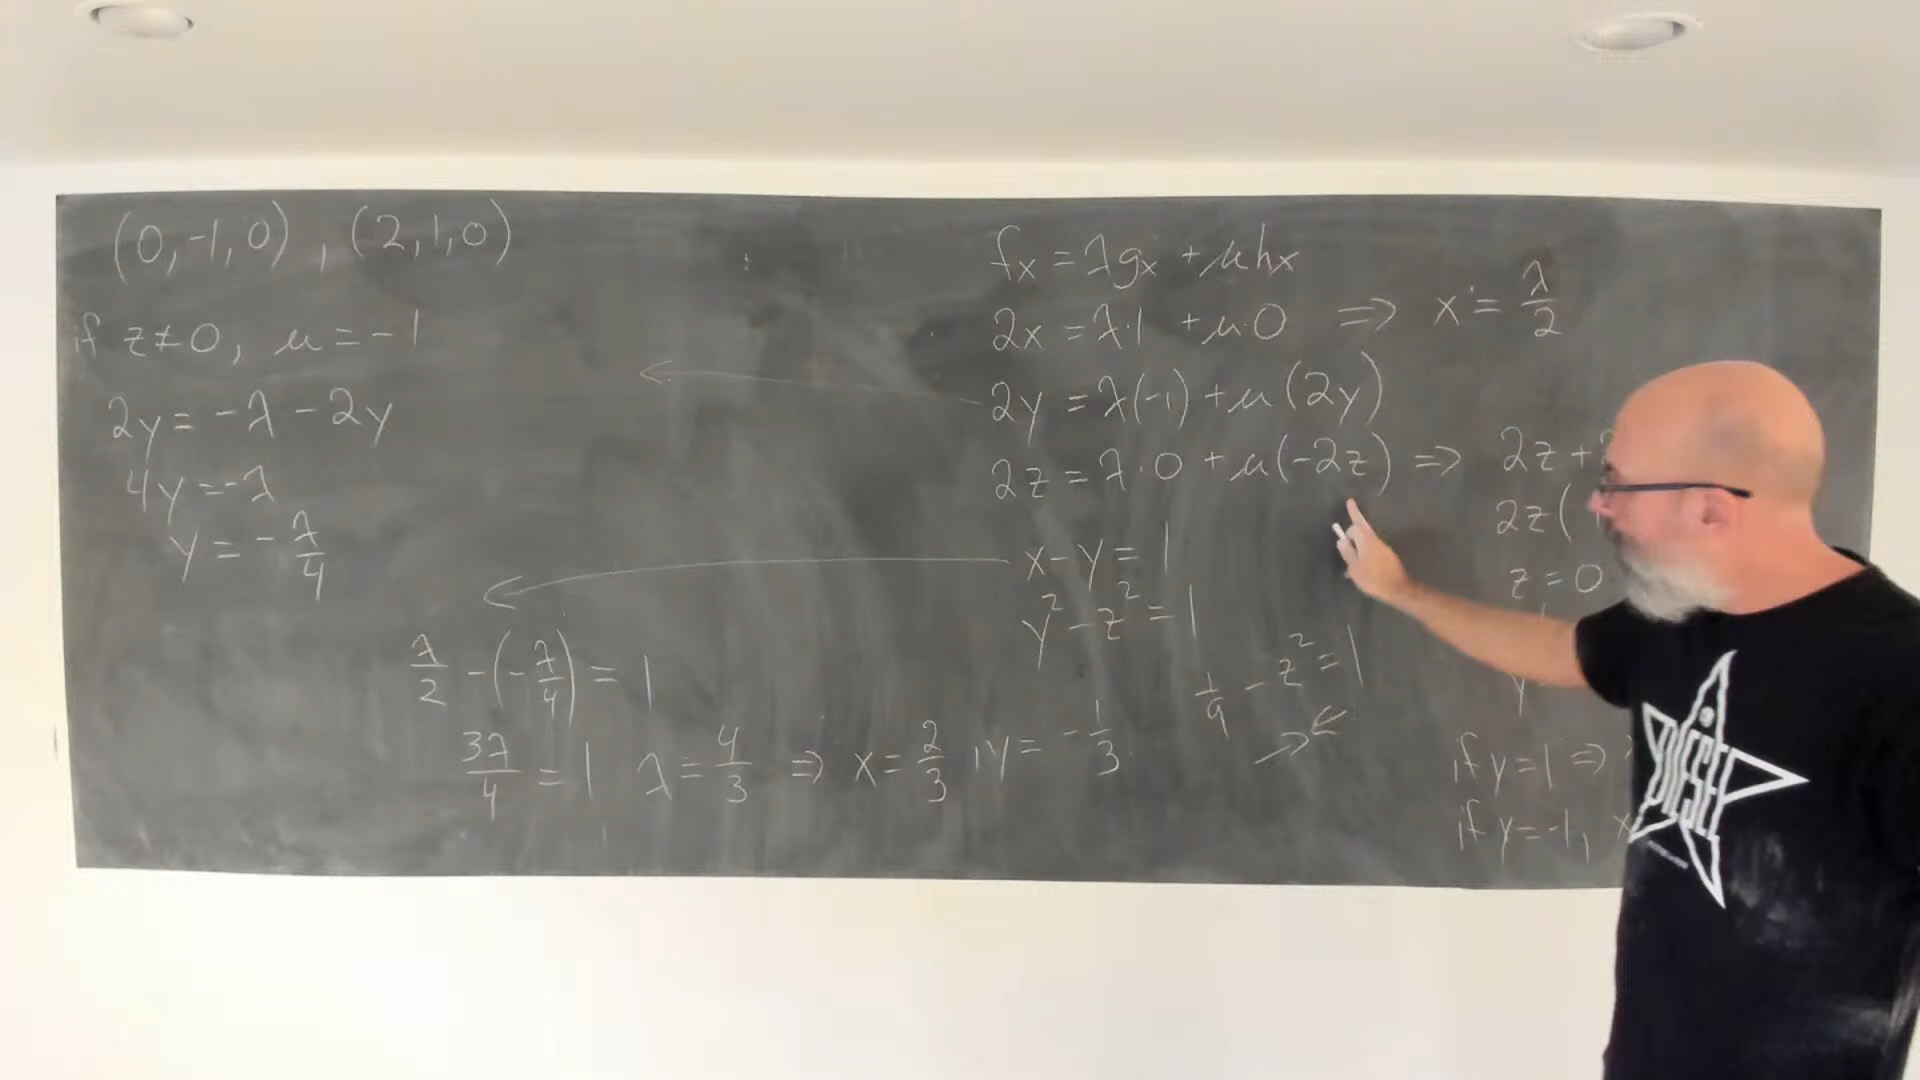 (0,-1,0), (2,1,0)
if z≠0, μ=-1
2y=-λ-2y
4y=-λ
y=-λ/4
λ/2-(-λ/4)=1
3λ/4=1 λ=4/3 ⇒ x=2/3, y=-1/3
fx=λgx+μhx
2x=λ·1+μ·0 ⇒ x=λ/2
2y=λ(-1)+μ(2y)
2z=λ·0+μ(-2z) ⇒ 2z+
2z(
z=0
x-y=1
y²-z²=1
1/9-z²=1
→←
y
if y=1 ⇒
if y=-1, x
DIESEL